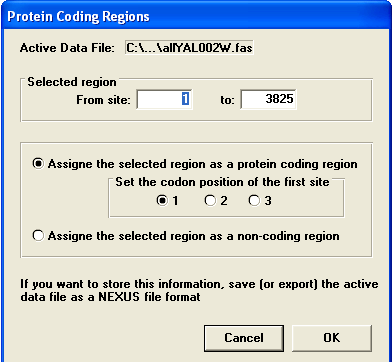 Protein Coding Regions
Active Data File: C:\...\allYAL002W.fas
Selected region
From site: 1 to: 3825
Assigne the selected region as a protein coding region
Set the codon position of the first site
1 2 3
Assigne the selected region as a non-coding region
If you want to store this information, save (or export) the active
data file as a NEXUS file format
Cancel OK